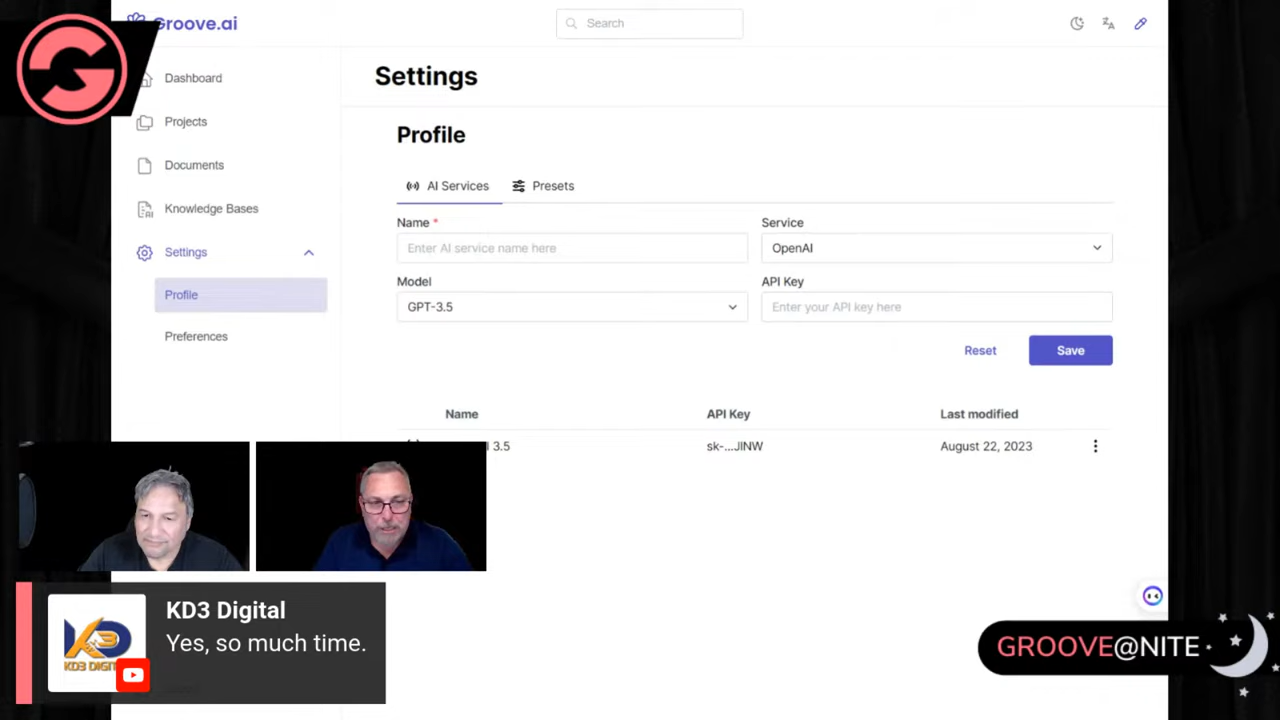 Groove.ai
Search
Dashboard
Projects
Documents
Knowledge Bases
Settings
Profile
Preferences
Settings
Profile
AI Services
Presets
Name *
Service
Enter AI service name here
OpenAI
Model
API Key
GPT-3.5
Enter your API key here
Reset
Save
Name
API Key
Last modified
3.5
sk-...JINW
August 22, 2023
KD3 Digital
Yes, so much time.
K3
KD3 DIGIT
GROOVE@NITE